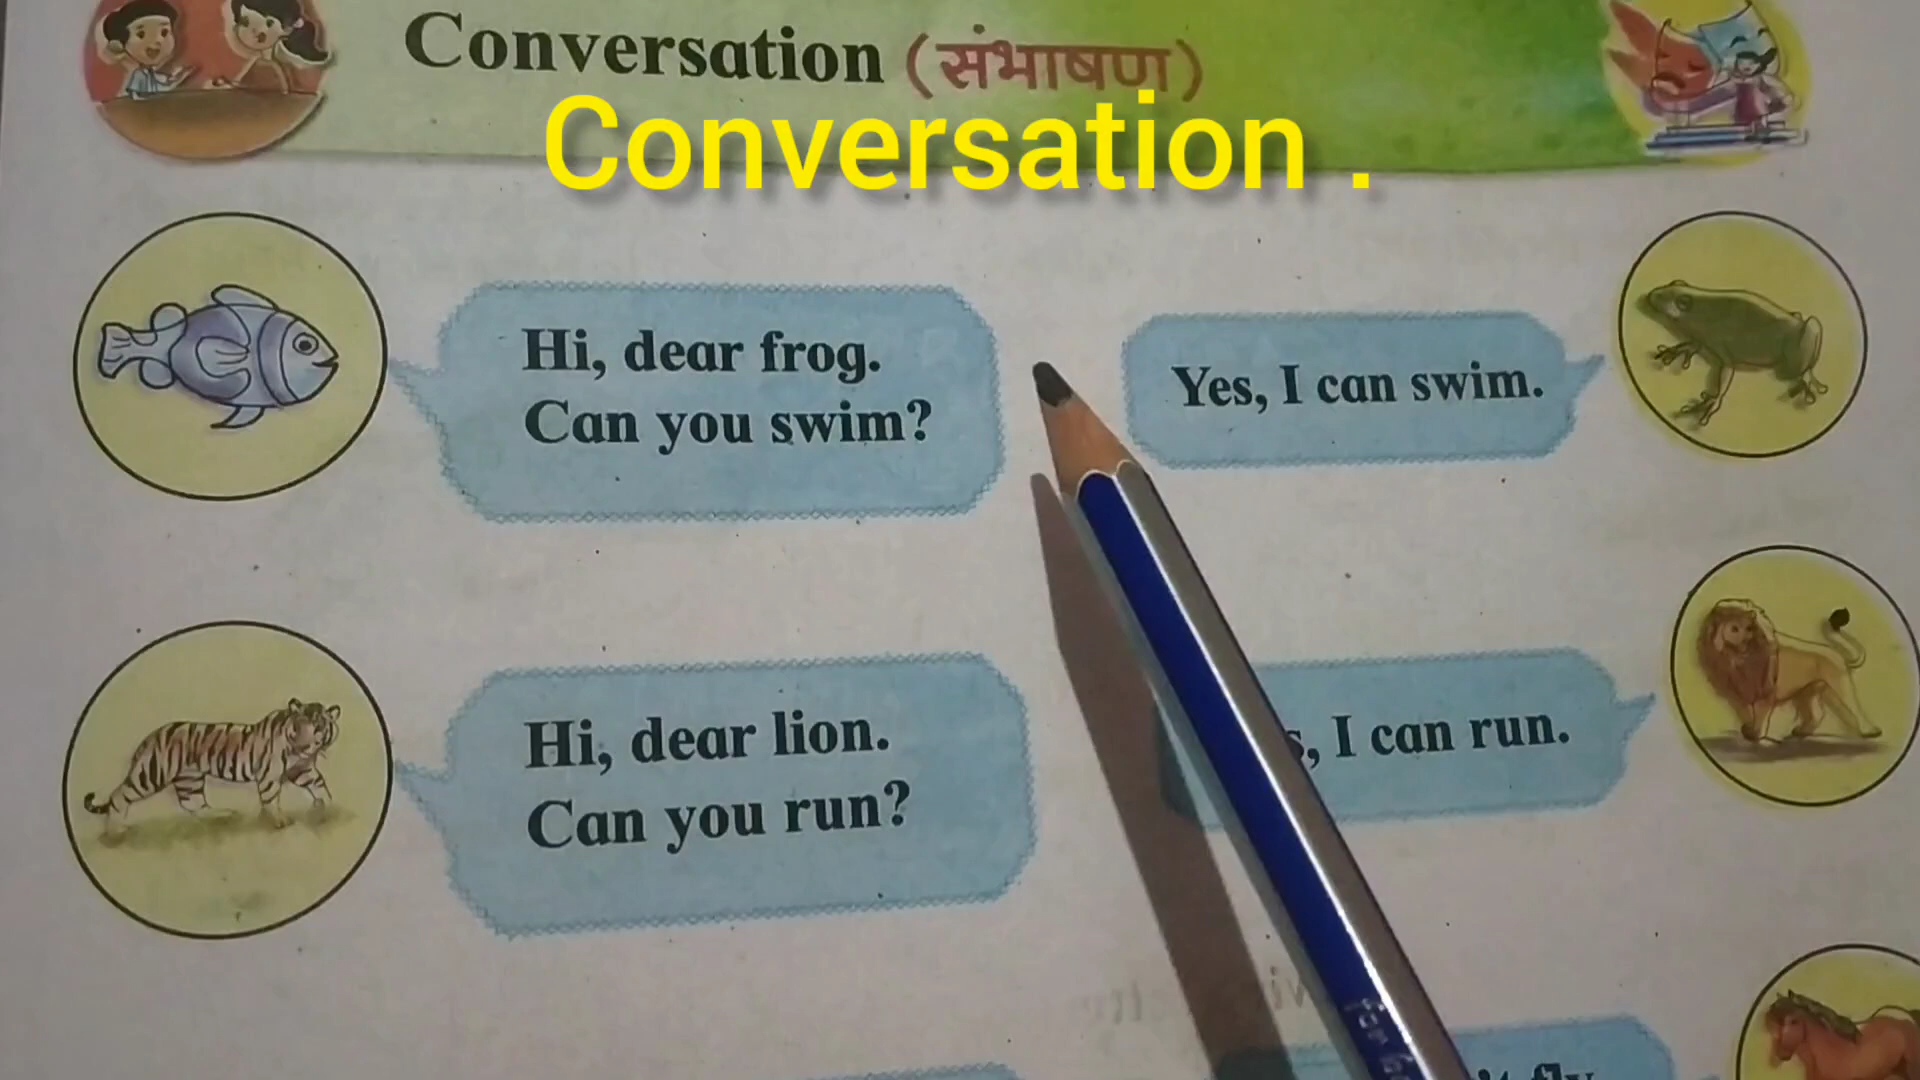 Conversation (संभाषण)
Conversation .
Hi, dear frog.
Can you swim?
Yes, I can swim.
Hi, dear lion.
Can you run?
I can run.
fly